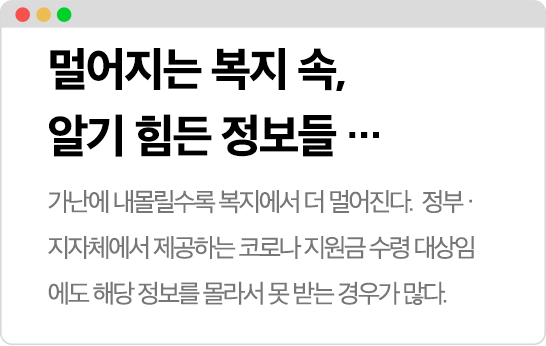 멀어지는 복지 속,
알기 힘든 정보들 ⋯
가난에 내몰릴수록 복지에서 더 멀어진다. 정부 ·
지자체에서 제공하는 코로나 지원금 수령 대상임
에도 해당 정보를 몰라서 못 받는 경우가 많다.